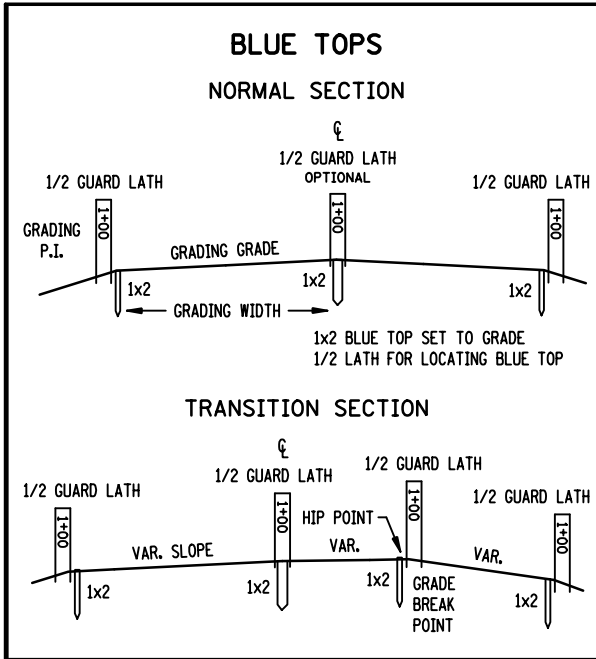 BLUE TOPS
NORMAL SECTION
℄
1/2 GUARD LATH
OPTIONAL
1/2 GUARD LATH
1/2 GUARD LATH
1+00
1+00
1+00
GRADING
P.I.
GRADING GRADE
1x2
1x2
1x2
GRADING WIDTH
1x2 BLUE TOP SET TO GRADE
1/2 LATH FOR LOCATING BLUE TOP
TRANSITION SECTION
℄
1/2 GUARD LATH
1/2 GUARD LATH
1/2 GUARD LATH
1/2 GUARD LATH
1+00
1+00
1+00
1+00
HIP POINT
VAR. SLOPE
VAR.
VAR.
1x2
1x2
1x2
1x2
GRADE
BREAK
POINT